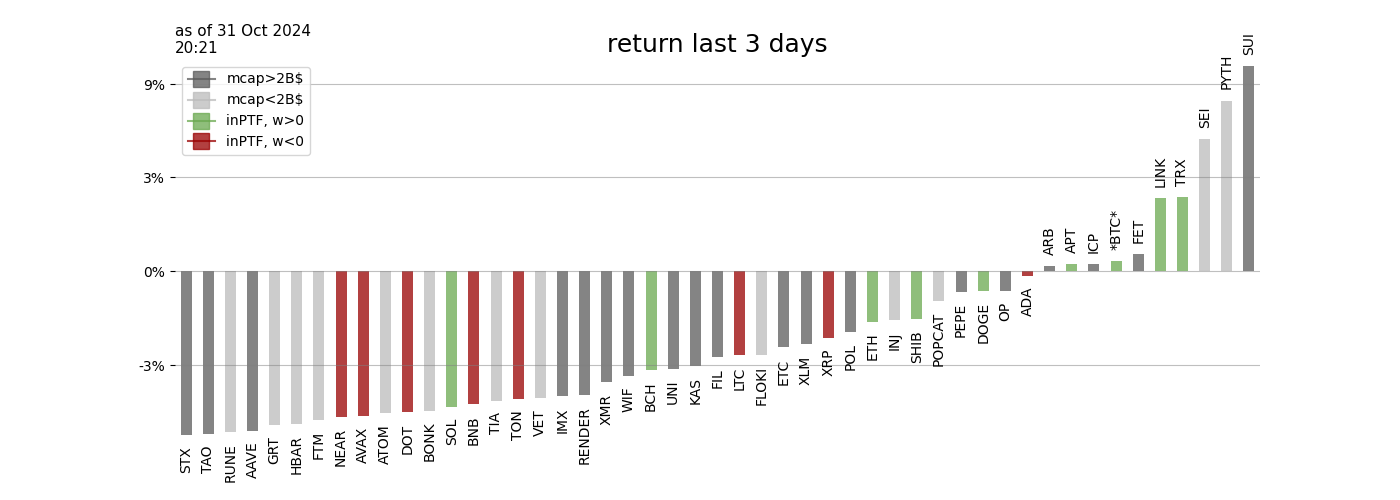 as of 31 Oct 2024
20:21
return last 3 days
mcap>2B$
mcap<2B$
inPTF, w>0
inPTF, w<0
9%
3%
0%
-3%
STX
TAO
RUNE
AAVE
GRT
HBAR
FTM
NEAR
AVAX
ATOM
DOT
BONK
SOL
BNB
TIA
TON
VET
IMX
RENDER
XMR
WIF
BCH
UNI
KAS
FIL
LTC
FLOKI
ETC
XLM
XRP
POL
ETH
INJ
SHIB
POPCAT
PEPE
DOGE
OP
ADA
ARB
APT
ICP
*BTC*
FET
LINK
TRX
SEI
PYTH
SUI